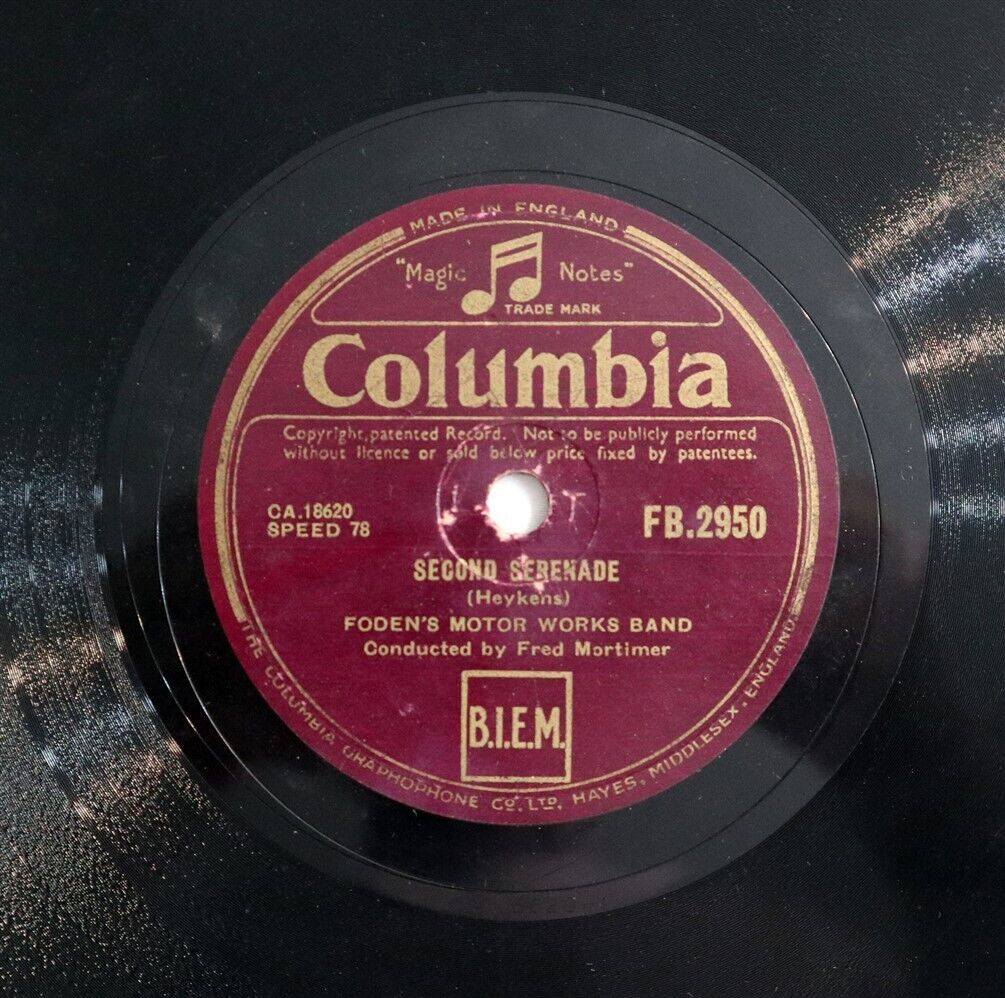 MADE IN ENGLAND
"Magic Notes"
TRADE MARK
Columbia
Copyright, patented Record. Not to be publicly performed
without licence or sold below price fixed by patentees.
CA.18620
SPEED 78
FB.2950
SECOND SERENADE
(Heykens)
FODEN'S MOTOR WORKS BAND
Conducted by Fred Mortimer
B.I.E.M.
THE COLUMBIA GRAPHOPHONE CO. LTD. HAYES, MIDDLESEX, ENGLAND.